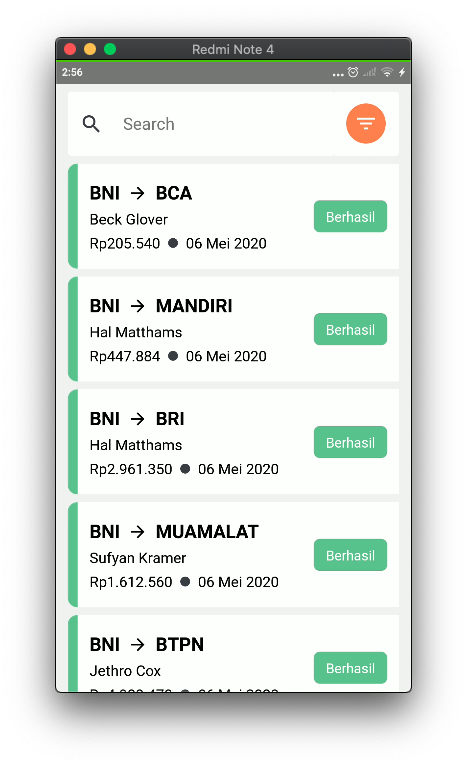 Redmi Note 4
2:56
Search
BNI → BCA
Beck Glover
Rp205.540 ● 06 Mei 2020
Berhasil
BNI → MANDIRI
Hal Matthams
Rp447.884 ● 06 Mei 2020
Berhasil
BNI → BRI
Hal Matthams
Rp2.961.350 ● 06 Mei 2020
Berhasil
BNI → MUAMALAT
Sufyan Kramer
Rp1.612.560 ● 06 Mei 2020
Berhasil
BNI → BTPN
Jethro Cox
Berhasil